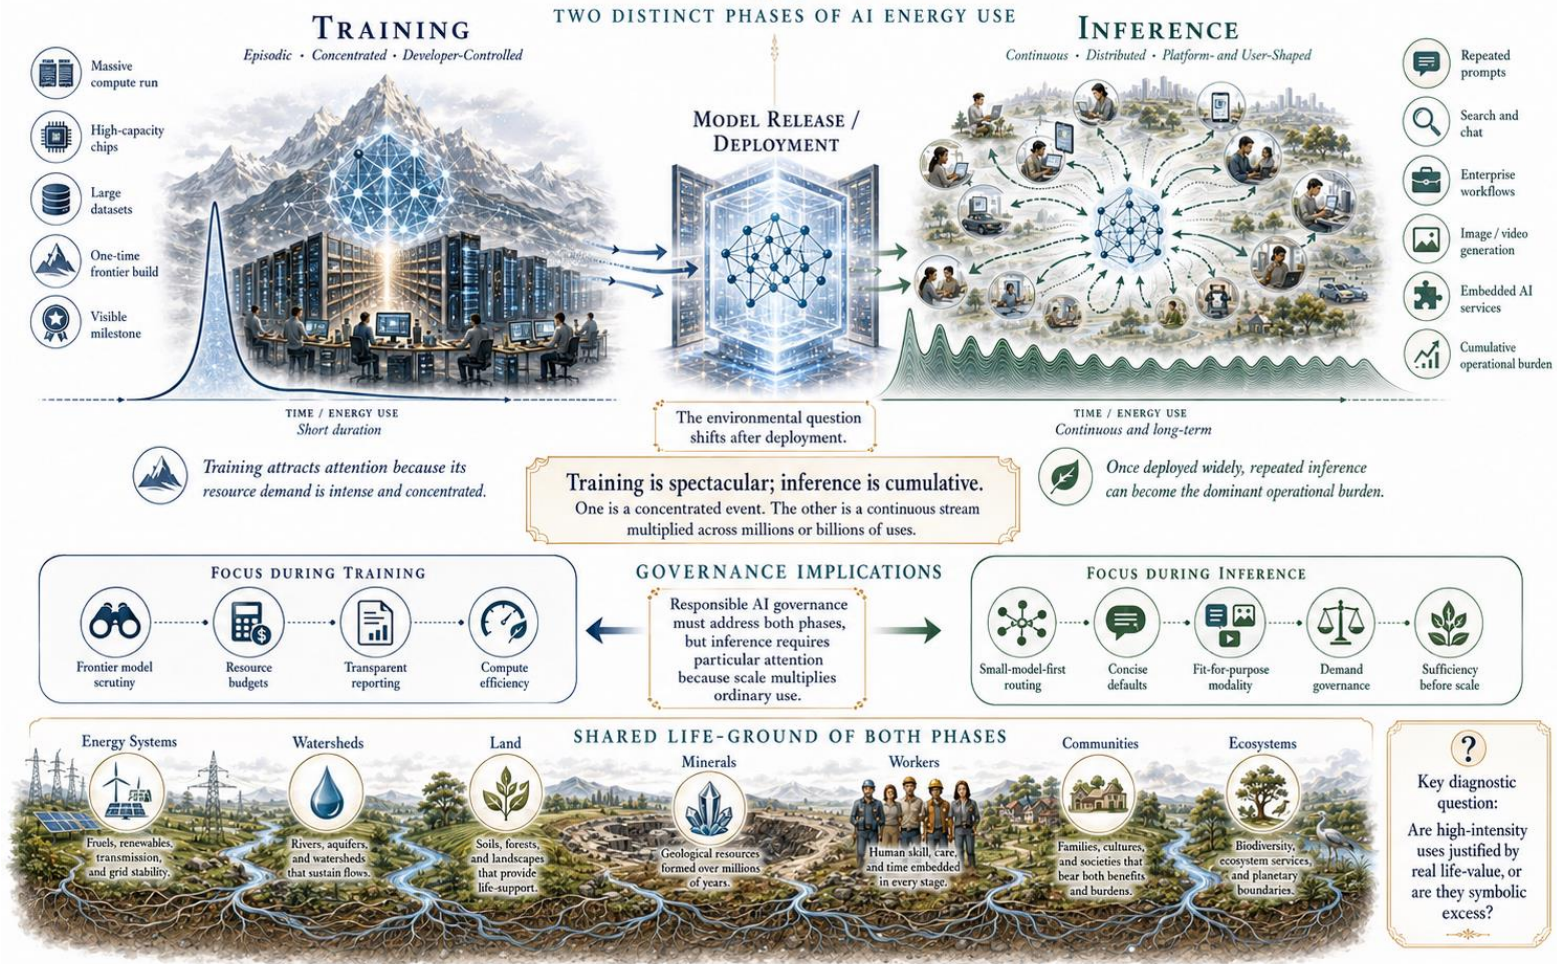 TWO DISTINCT PHASES OF AI ENERGY USE
TRAINING
Episodic • Concentrated • Developer-Controlled
Massive
compute run
High-capacity
chips
Large
datasets
One-time
frontier build
Visible
milestone
TIME / ENERGY USE
Short duration
Training attracts attention because its
resource demand is intense and concentrated.
MODEL RELEASE /
DEPLOYMENT
The environmental question
shifts after deployment.
Training is spectacular; inference is cumulative.
One is a concentrated event. The other is a continuous stream
multiplied across millions or billions of uses.
INFERENCE
Continuous • Distributed • Platform- and User-Shaped
Repeated
prompts
Search and
chat
Enterprise
workflows
Image / video
generation
Embedded AI
services
Cumulative
operational burden
TIME / ENERGY USE
Continuous and long-term
Once deployed widely, repeated inference
can become the dominant operational burden.
FOCUS DURING TRAINING
Frontier model
scrutiny
Resource
budgets
Transparent
reporting
Compute
efficiency
GOVERNANCE IMPLICATIONS
Responsible AI governance
must address both phases,
but inference requires
particular attention
because scale multiplies
ordinary use.
FOCUS DURING INFERENCE
Small-model-first
routing
Concise
defaults
Fit-for-purpose
modality
Demand
governance
Sufficiency
before scale
SHARED LIFE-GROUND OF BOTH PHASES
Energy Systems
Fruels, renewables,
transmission,
and grid stability.
Watersheds
Rivers, aquifers,
and watersheds
that sustain flows.
Land
Soils, forests,
and landscapes
that provide
life-support.
Minerals
Geological resources
formed over millions
of years.
Workers
Human skill, care,
and time embedded
in every stage.
Communities
Families, cultures,
and societies that
bear both benefits
and burdens.
Ecosystems
Biodiversity,
ecosystem services,
and planetary
boundaries.
?
Key diagnostic
question:
Are high-intensity
uses justified by
real life-value, or
are they symbolic
excess?